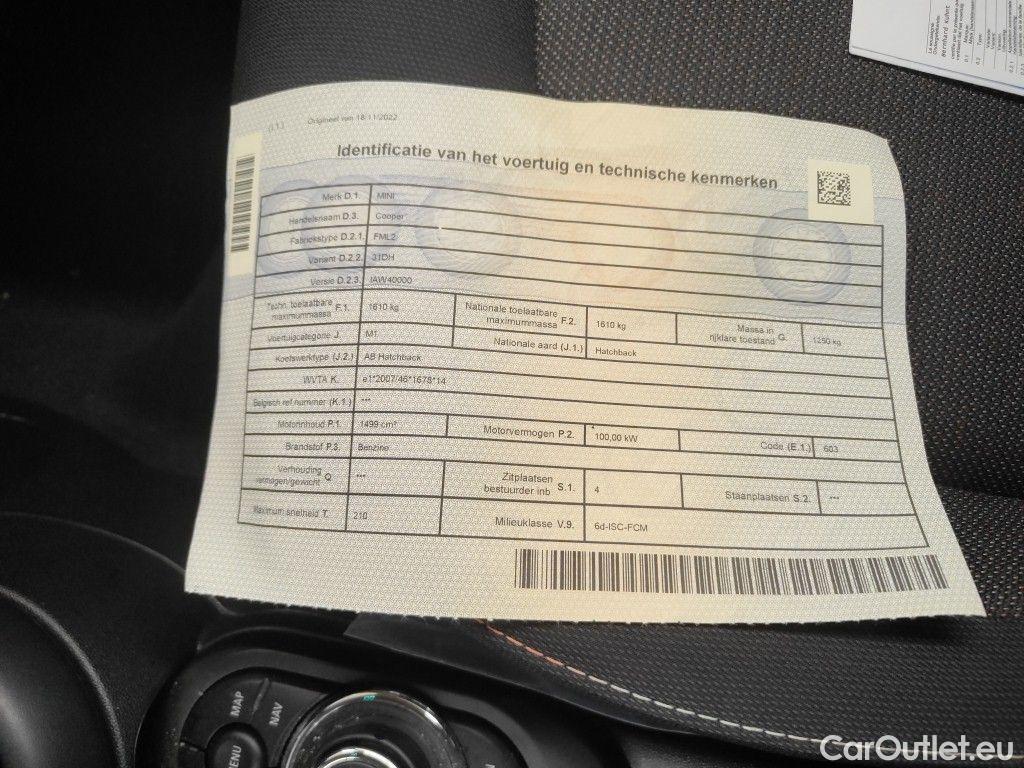 (I.1.) Origineel van 18/11/2022
Identificatie van het voertuig en technische kenmerken
Merk D.1. MINI
Handelsnaam D.3. Cooper
Fabriekstype D.2.1. FML2
Variant D.2.2. 31DH
Versie D.2.3. IAW40000
Techn. toelaatbare maximummassa F.1. 1610 kg Nationale toelaatbare maximummassa F.2. 1610 kg Massa in rijklare toestand G. 1250 kg
Voertuigcategorie J. M1 Nationale aard (J.1.) Hatchback
Koetswerktype (J.2.) AB Hatchback
WVTA K. e1*2007/46*1678*14
Belgisch ref.nummer (K.1.) ---
Motorinhoud P.1. 1499 cm³ Motorvermogen P.2. 100,00 kW Code (E.1.) 603
Brandstof P.3. Benzine
Verhouding vermogen/gewicht Q --- Zitplaatsen bestuurder inb S.1. 4 Staanplaatsen S.2. ---
Maximum snelheid T. 210 Milieuklasse V.9. 6d-ISC-FCM
Bernhard Kuhnt
MAP
NAV
MENU
CarOutlet.eu